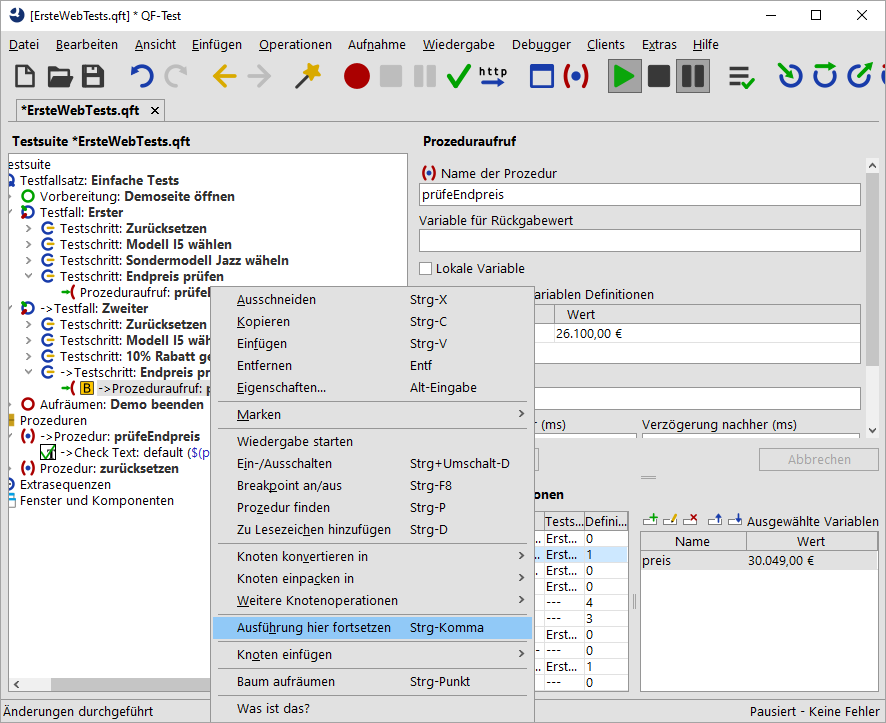 [ErsteWebTests.qft] * QF-Test
Datei Bearbeiten Ansicht Einfügen Operationen Aufnahme Wiedergabe Debugger Clients Extras Hilfe
http
*ErsteWebTests.qft
Testsuite *ErsteWebTests.qft
estsuite
Testfallsatz: Einfache Tests
Vorbereitung: Demoseite öffnen
Testfall: Erster
Testschritt: Zurücksetzen
Testschritt: Modell I5 wählen
Testschritt: Sondermodell Jazz wäheln
Testschritt: Endpreis prüfen
Prozeduraufruf: prüfe
->Testfall: Zweiter
Testschritt: Zurücksetzen
Testschritt: Modell I5 wäh
Testschritt: 10% Rabatt ge
->Testschritt: Endpreis pr
B ->Prozeduraufruf: p
Aufräumen: Demo beenden
Prozeduren
->Prozedur: prüfeEndpreis
->Check Text: default ($(p
Prozedur: zurücksetzen
Extrasequenzen
Fenster und Komponenten
Ausschneiden Strg-X
Kopieren Strg-C
Einfügen Strg-V
Entfernen Entf
Eigenschaften... Alt-Eingabe
Marken
Wiedergabe starten
Ein-/Ausschalten Strg+Umschalt-D
Breakpoint an/aus Strg-F8
Prozedur finden Strg-P
Zu Lesezeichen hinzufügen Strg-D
Knoten konvertieren in
Knoten einpacken in
Weitere Knotenoperationen
Ausführung hier fortsetzen Strg-Komma
Knoten einfügen
Baum aufräumen Strg-Punkt
Was ist das?
Prozeduraufruf
Name der Prozedur
prüfeEndpreis
Variable für Rückgabewert
Lokale Variable
ariablen Definitionen
Wert
26.100,00 €
r (ms) Verzögerung nachher (ms)
Abbrechen
onen
Tests... Defini...
.. Erst... 0
.. Erst... 1
.. Erst... 0
Erst... 0
--- 4
--- 3
Erst... 0
- --- 0
.. Erst... 1
--- 0
Ausgewählte Variablen
Name Wert
preis 30.049,00 €
Änderungen durchgeführt
Pausiert - Keine Fehler